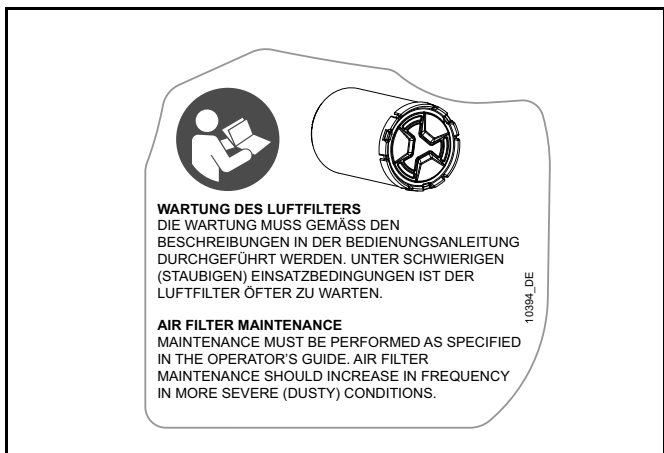 WARTUNG DES LUFTFILTERS
DIE WARTUNG MUSS GEMÄSS DEN
BESCHREIBUNGEN IN DER BEDIENUNGSANLEITUNG
DURCHGEFÜHRT WERDEN. UNTER SCHWIERIGEN
(STAUBIGEN) EINSATZBEDINGUNGEN IST DER
LUFTFILTER ÖFTER ZU WARTEN.
AIR FILTER MAINTENANCE
MAINTENANCE MUST BE PERFORMED AS SPECIFIED
IN THE OPERATOR'S GUIDE. AIR FILTER
MAINTENANCE SHOULD INCREASE IN FREQUENCY
IN MORE SEVERE (DUSTY) CONDITIONS.
10394_DE